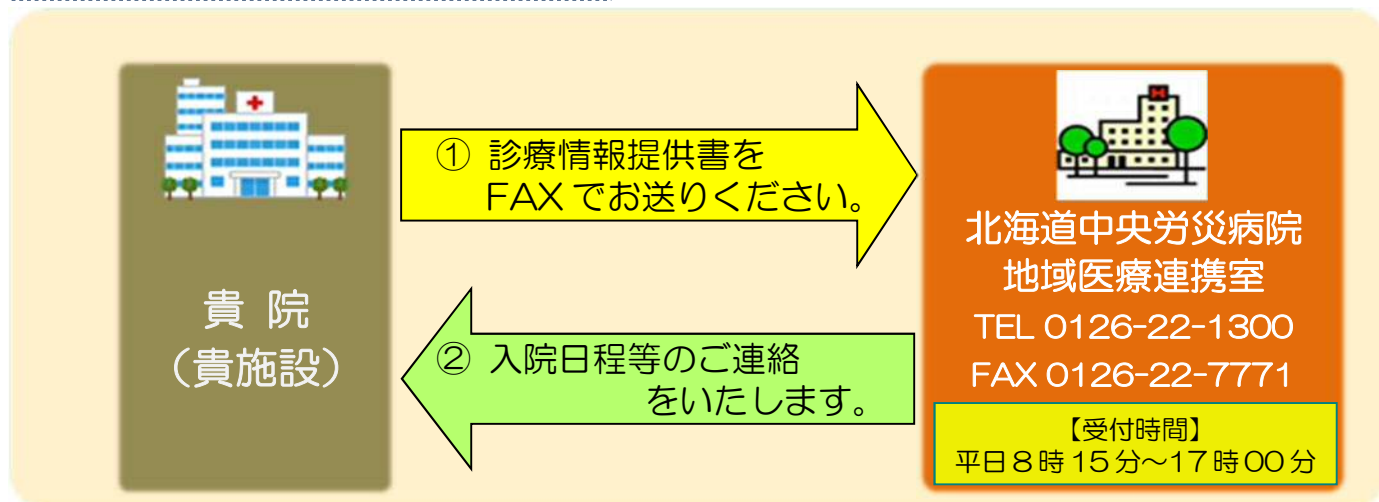 貴 院
（貴施設）
① 診療情報提供書を
FAXでお送りください。
② 入院日程等のご連絡
をいたします。
北海道中央労災病院
地域医療連携室
TEL 0126-22-1300
FAX 0126-22-7771
【受付時間】
平日8時15分～17時00分